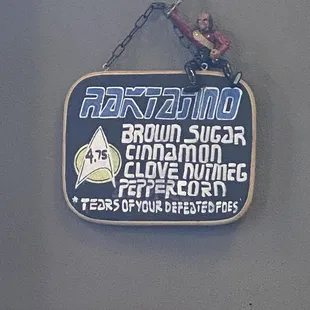 RAKTAJINO
4.75
BROWN SUGAR
CINNAMON
CLOVE NUTMEG
PEPPERCORN
*TEARS OF YOUR DEFEATED FOES*